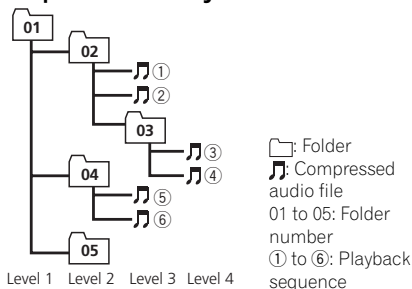 01
02
①
②
03
③
④
04
⑤
⑥
05
Level 1 Level 2 Level 3 Level 4
: Folder
: Compressed
audio file
01 to 05: Folder
number
① to ⑥: Playback
sequence